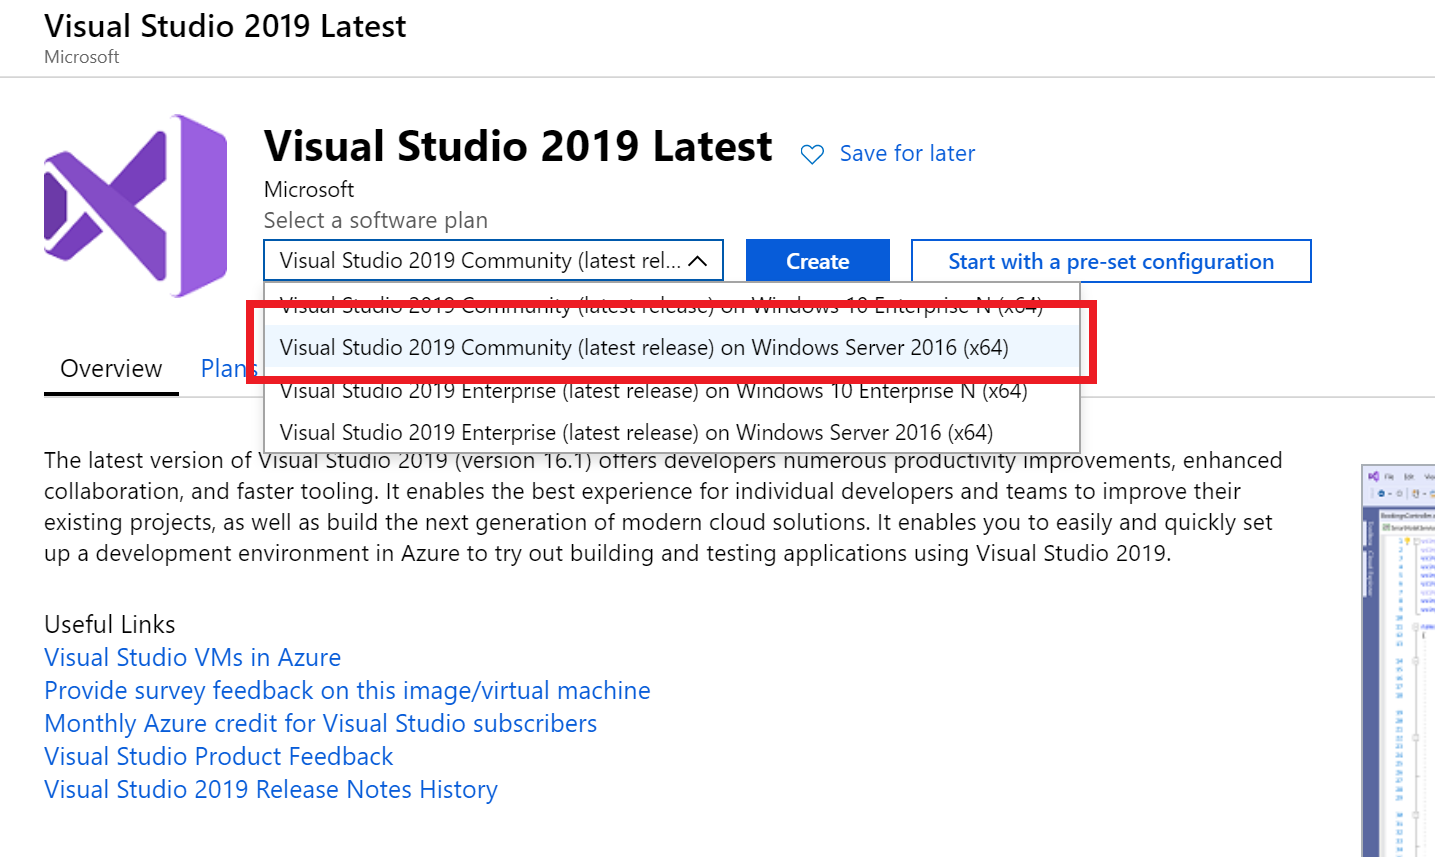 Visual Studio 2019 Latest
Microsoft
Visual Studio 2019 Latest
Save for later
Microsoft
Select a software plan
Visual Studio 2019 Community (latest rel...
Create
Start with a pre-set configuration
Visual Studio 2019 Community (latest release) on Windows 10 Enterprise N (x64)
Visual Studio 2019 Community (latest release) on Windows Server 2016 (x64)
Overview
Plans
Visual Studio 2019 Enterprise (latest release) on Windows 10 Enterprise N (x64)
Visual Studio 2019 Enterprise (latest release) on Windows Server 2016 (x64)
The latest version of Visual Studio 2019 (version 16.1) offers developers numerous productivity improvements, enhanced
collaboration, and faster tooling. It enables the best experience for individual developers and teams to improve their
existing projects, as well as build the next generation of modern cloud solutions. It enables you to easily and quickly set
up a development environment in Azure to try out building and testing applications using Visual Studio 2019.
Useful Links
Visual Studio VMs in Azure
Provide survey feedback on this image/virtual machine
Monthly Azure credit for Visual Studio subscribers
Visual Studio Product Feedback
Visual Studio 2019 Release Notes History
File Edit